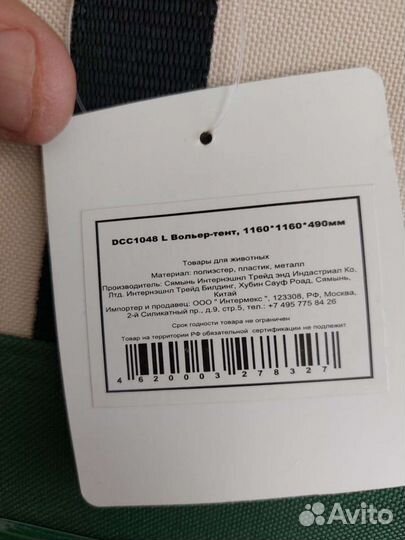 DCC1048 L Вольер-тент, 1160*1160*490мм
Товары для животных
Материал: полиэстер, пластик, металл
Производитель: Сямынь Интернэшнл Трейд энд Индастриал Ко.
Лтд. Интернэшнл Трейд Билдинг, Хубин Сауф Роад, Сямынь,
Китай
Импортер и продавец: ООО " Интермекс ", 123308, РФ, Москва,
2-й Силикатный пр., д.9, стр.5, тел.: +7 495 775 84 26
Срок годности товара не ограничен
Товар на территории РФ обязательной сертификации не подлежит
4 620003 278327
Avito